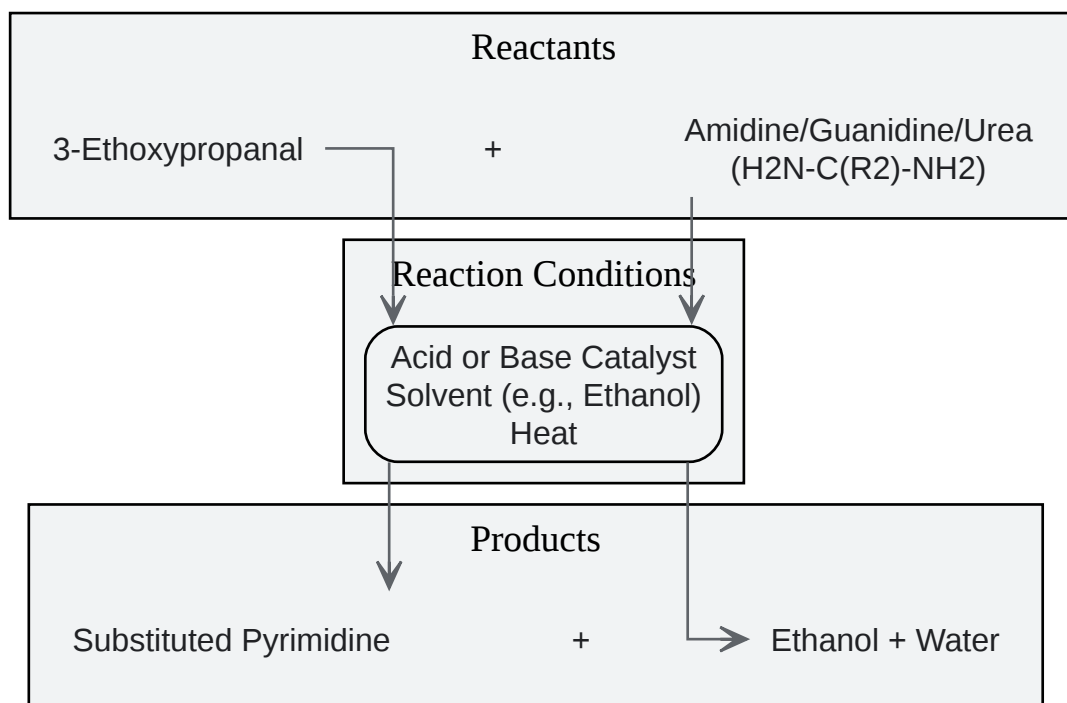 Reactants
3-Ethoxypropanal
+
Amidine/Guanidine/Urea
(H2N-C(R2)-NH2)
Reaction Conditions
Acid or Base Catalyst
Solvent (e.g., Ethanol)
Heat
Products
Substituted Pyrimidine
+
Ethanol + Water